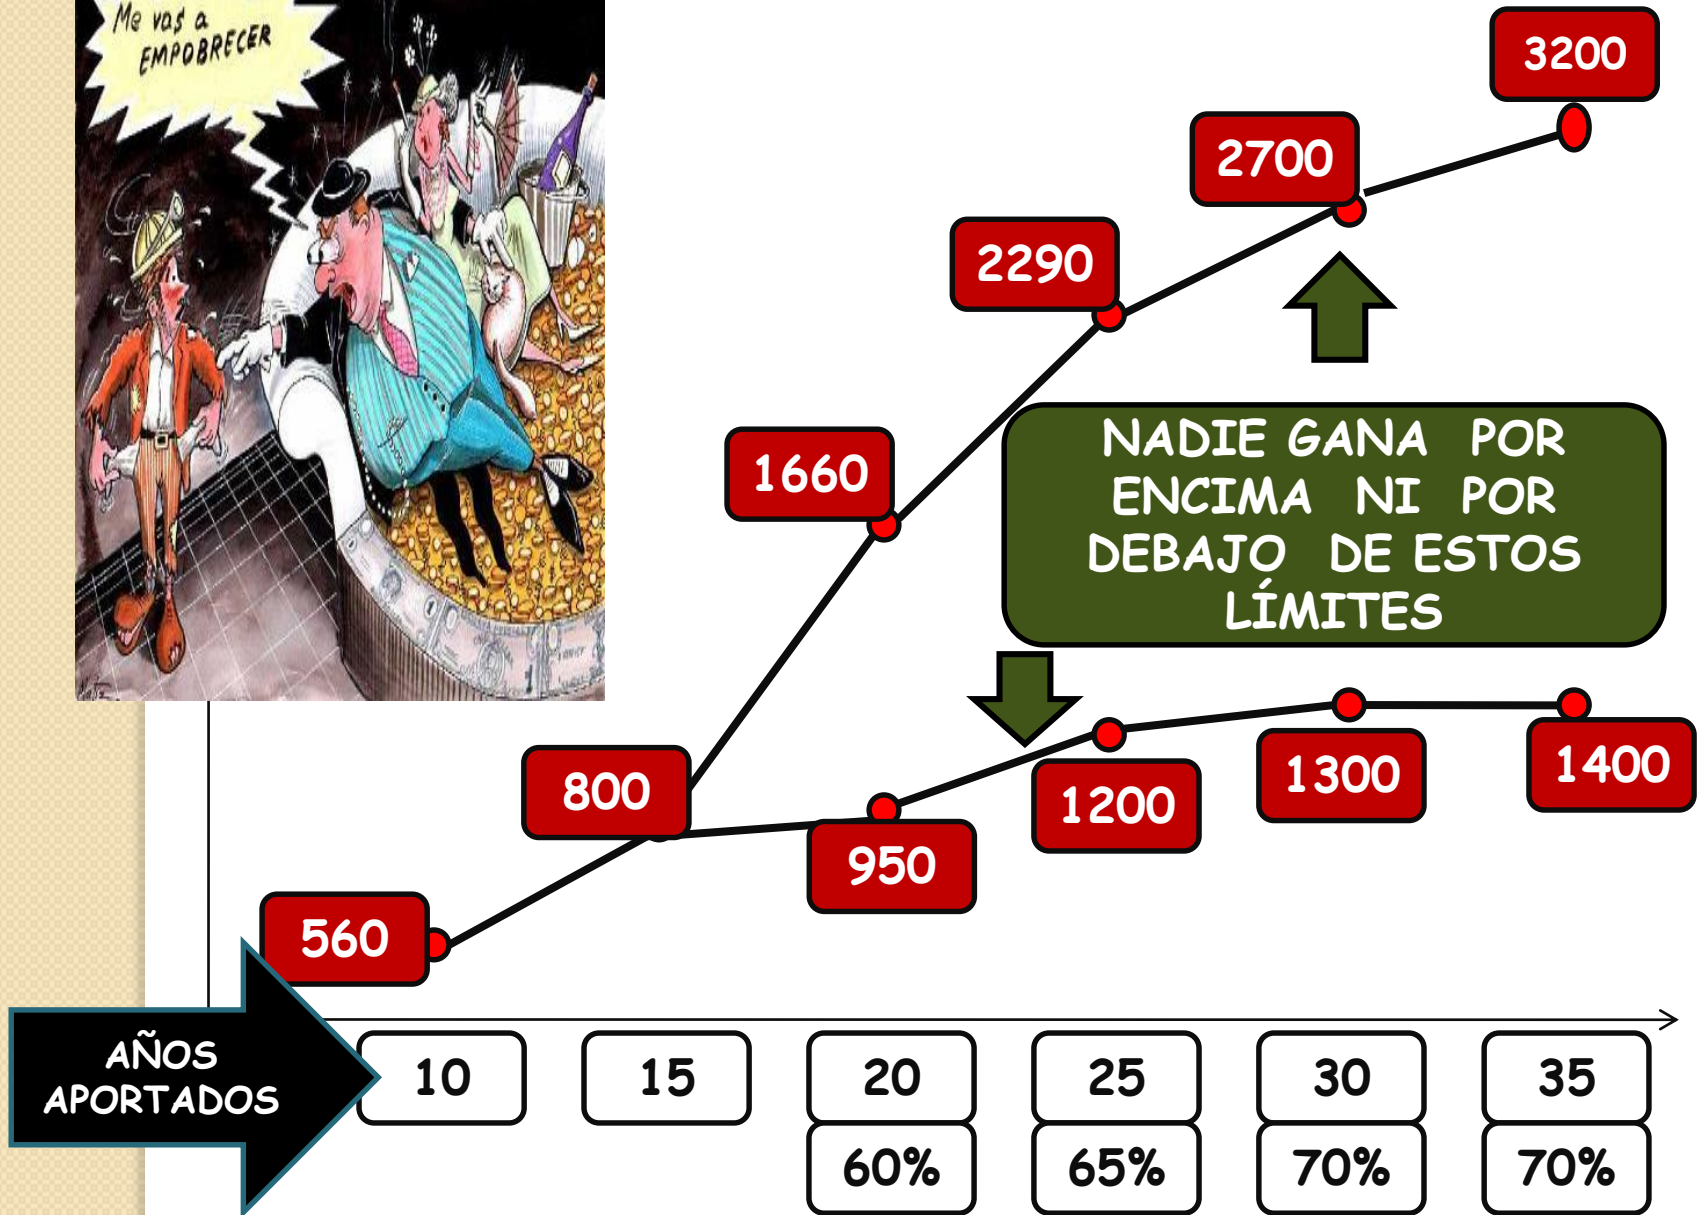 Me vas a
EMPOBRECER
3200
2700
2290
1660
NADIE GANA POR
ENCIMA NI POR
DEBAJO DE ESTOS
LÍMITES
800
950
1200
1300
1400
560
AÑOS
APORTADOS
10
15
20
25
30
35
60%
65%
70%
70%